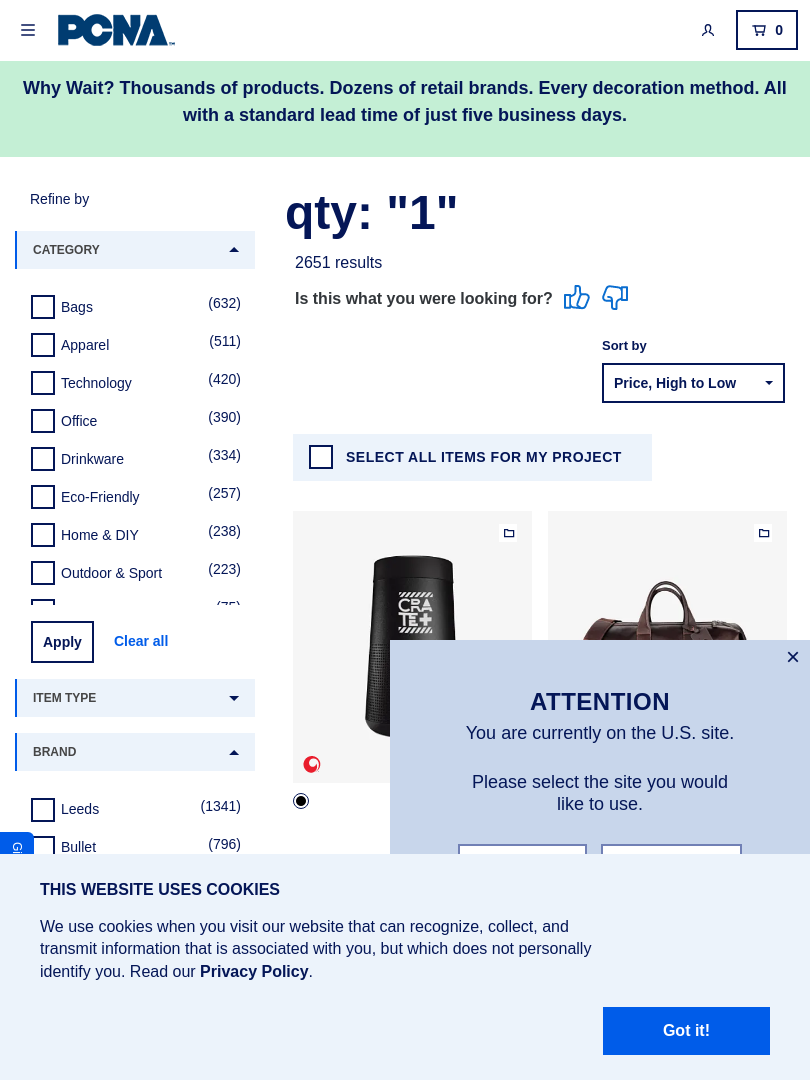 PCNA™
0
Why Wait? Thousands of products. Dozens of retail brands. Every decoration method. All
with a standard lead time of just five business days.
Refine by
CATEGORY
Bags (632)
Apparel (511)
Technology (420)
Office (390)
Drinkware (334)
Eco-Friendly (257)
Home & DIY (238)
Outdoor & Sport (223)
(75)
Apply
Clear all
ITEM TYPE
BRAND
Leeds (1341)
Bullet (796)
qty: "1"
2651 results
Is this what you were looking for?
Sort by
Price, High to Low
SELECT ALL ITEMS FOR MY PROJECT
CRATE+
ATTENTION
You are currently on the U.S. site.
Please select the site you would
like to use.
THIS WEBSITE USES COOKIES
We use cookies when you visit our website that can recognize, collect, and
transmit information that is associated with you, but which does not personally
identify you. Read our Privacy Policy.
Got it!